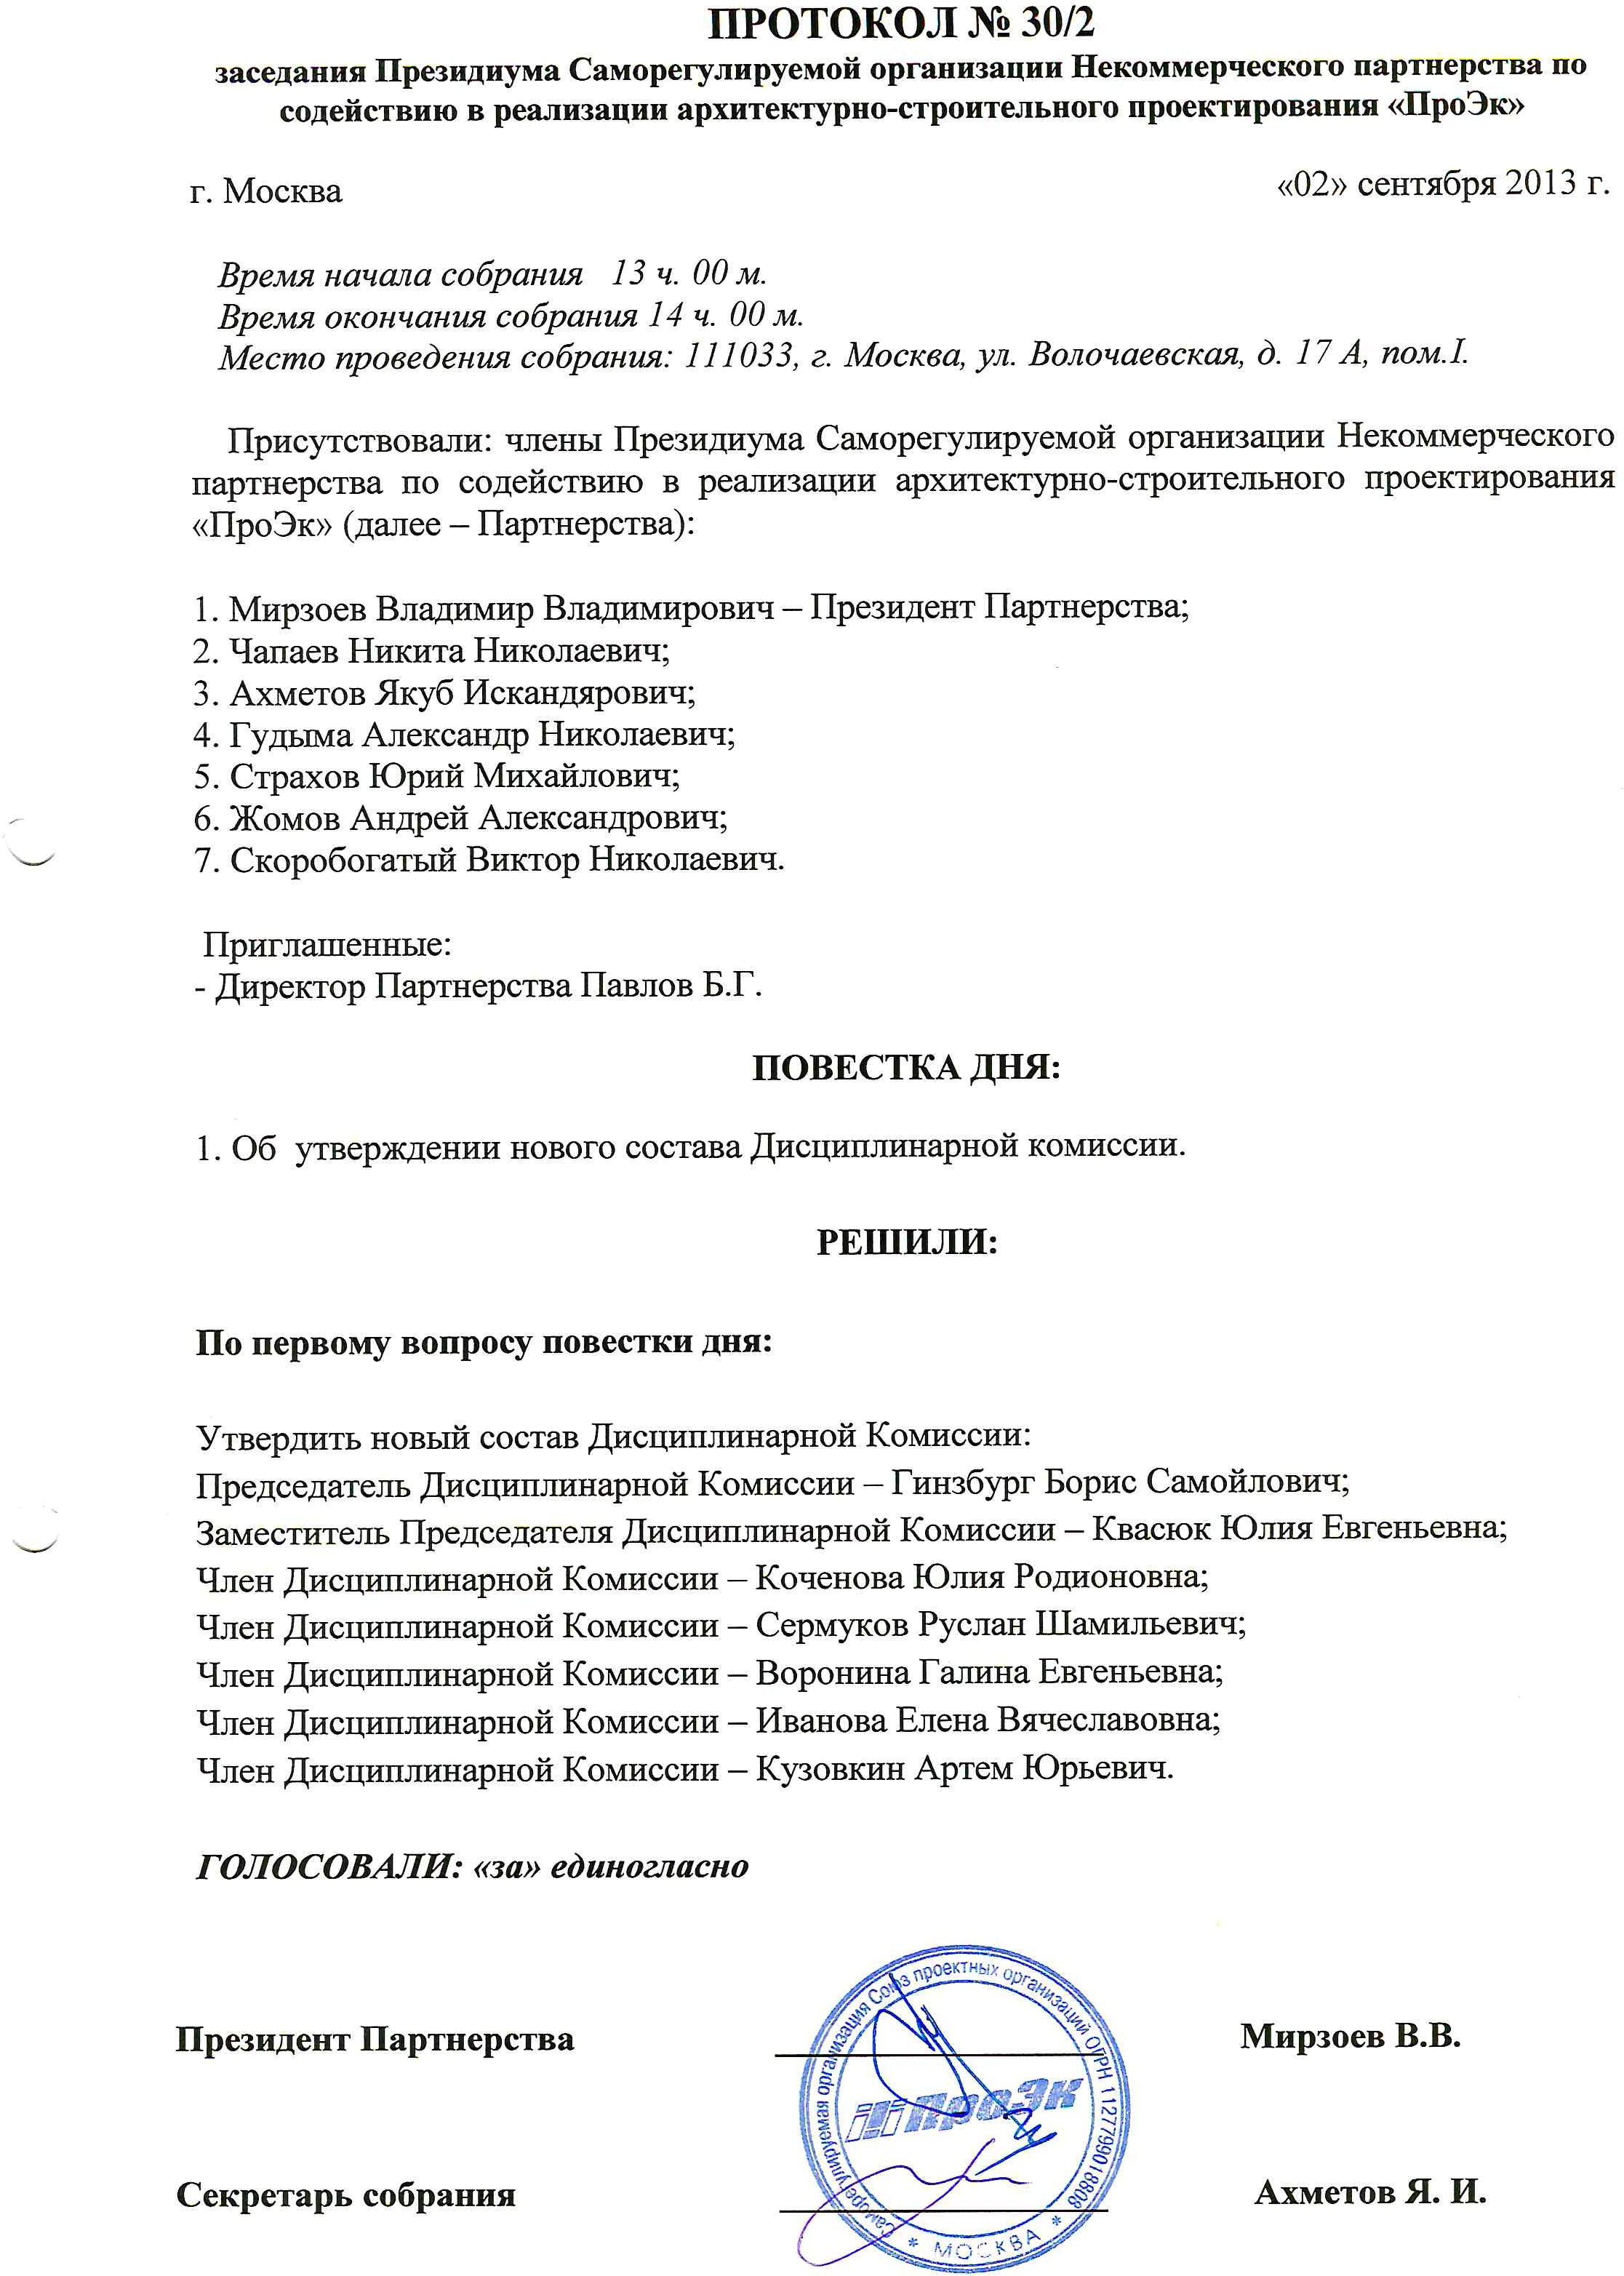 ПРОТОКОЛ № 30/2
заседания Президиума Саморегулируемой организации Некоммерческого партнерства по
содействию в реализации архитектурно-строительного проектирования «ПроЭк»
г. Москва «02» сентября 2013 г.
Время начала собрания 13 ч. 00 м.
Время окончания собрания 14 ч. 00 м.
Место проведения собрания: 111033, г. Москва, ул. Волочаевская, д. 17 А, пом.I.
Присутствовали: члены Президиума Саморегулируемой организации Некоммерческого
партнерства по содействию в реализации архитектурно-строительного проектирования
«ПроЭк» (далее – Партнерства):
1. Мирзоев Владимир Владимирович – Президент Партнерства;
2. Чапаев Никита Николаевич;
3. Ахметов Якуб Искандярович;
4. Гудыма Александр Николаевич;
5. Страхов Юрий Михайлович;
6. Жомов Андрей Александрович;
7. Скоробогатый Виктор Николаевич.
Приглашенные:
- Директор Партнерства Павлов Б.Г.
ПОВЕСТКА ДНЯ:
1. Об утверждении нового состава Дисциплинарной комиссии.
РЕШИЛИ:
По первому вопросу повестки дня:
Утвердить новый состав Дисциплинарной Комиссии:
Председатель Дисциплинарной Комиссии – Гинзбург Борис Самойлович;
Заместитель Председателя Дисциплинарной Комиссии – Квасюк Юлия Евгеньевна;
Член Дисциплинарной Комиссии – Коченова Юлия Родионовна;
Член Дисциплинарной Комиссии – Сермуков Руслан Шамильевич;
Член Дисциплинарной Комиссии – Воронина Галина Евгеньевна;
Член Дисциплинарной Комиссии – Иванова Елена Вячеславовна;
Член Дисциплинарной Комиссии – Кузовкин Артем Юрьевич.
ГОЛОСОВАЛИ: «за» единогласно
Президент Партнерства Мирзоев В.В.
Саморегулируемая организация Союз проектных организаций ОГРН 1127799018808
ПроЭк
* МОСКВА *
Секретарь собрания Ахметов Я. И.